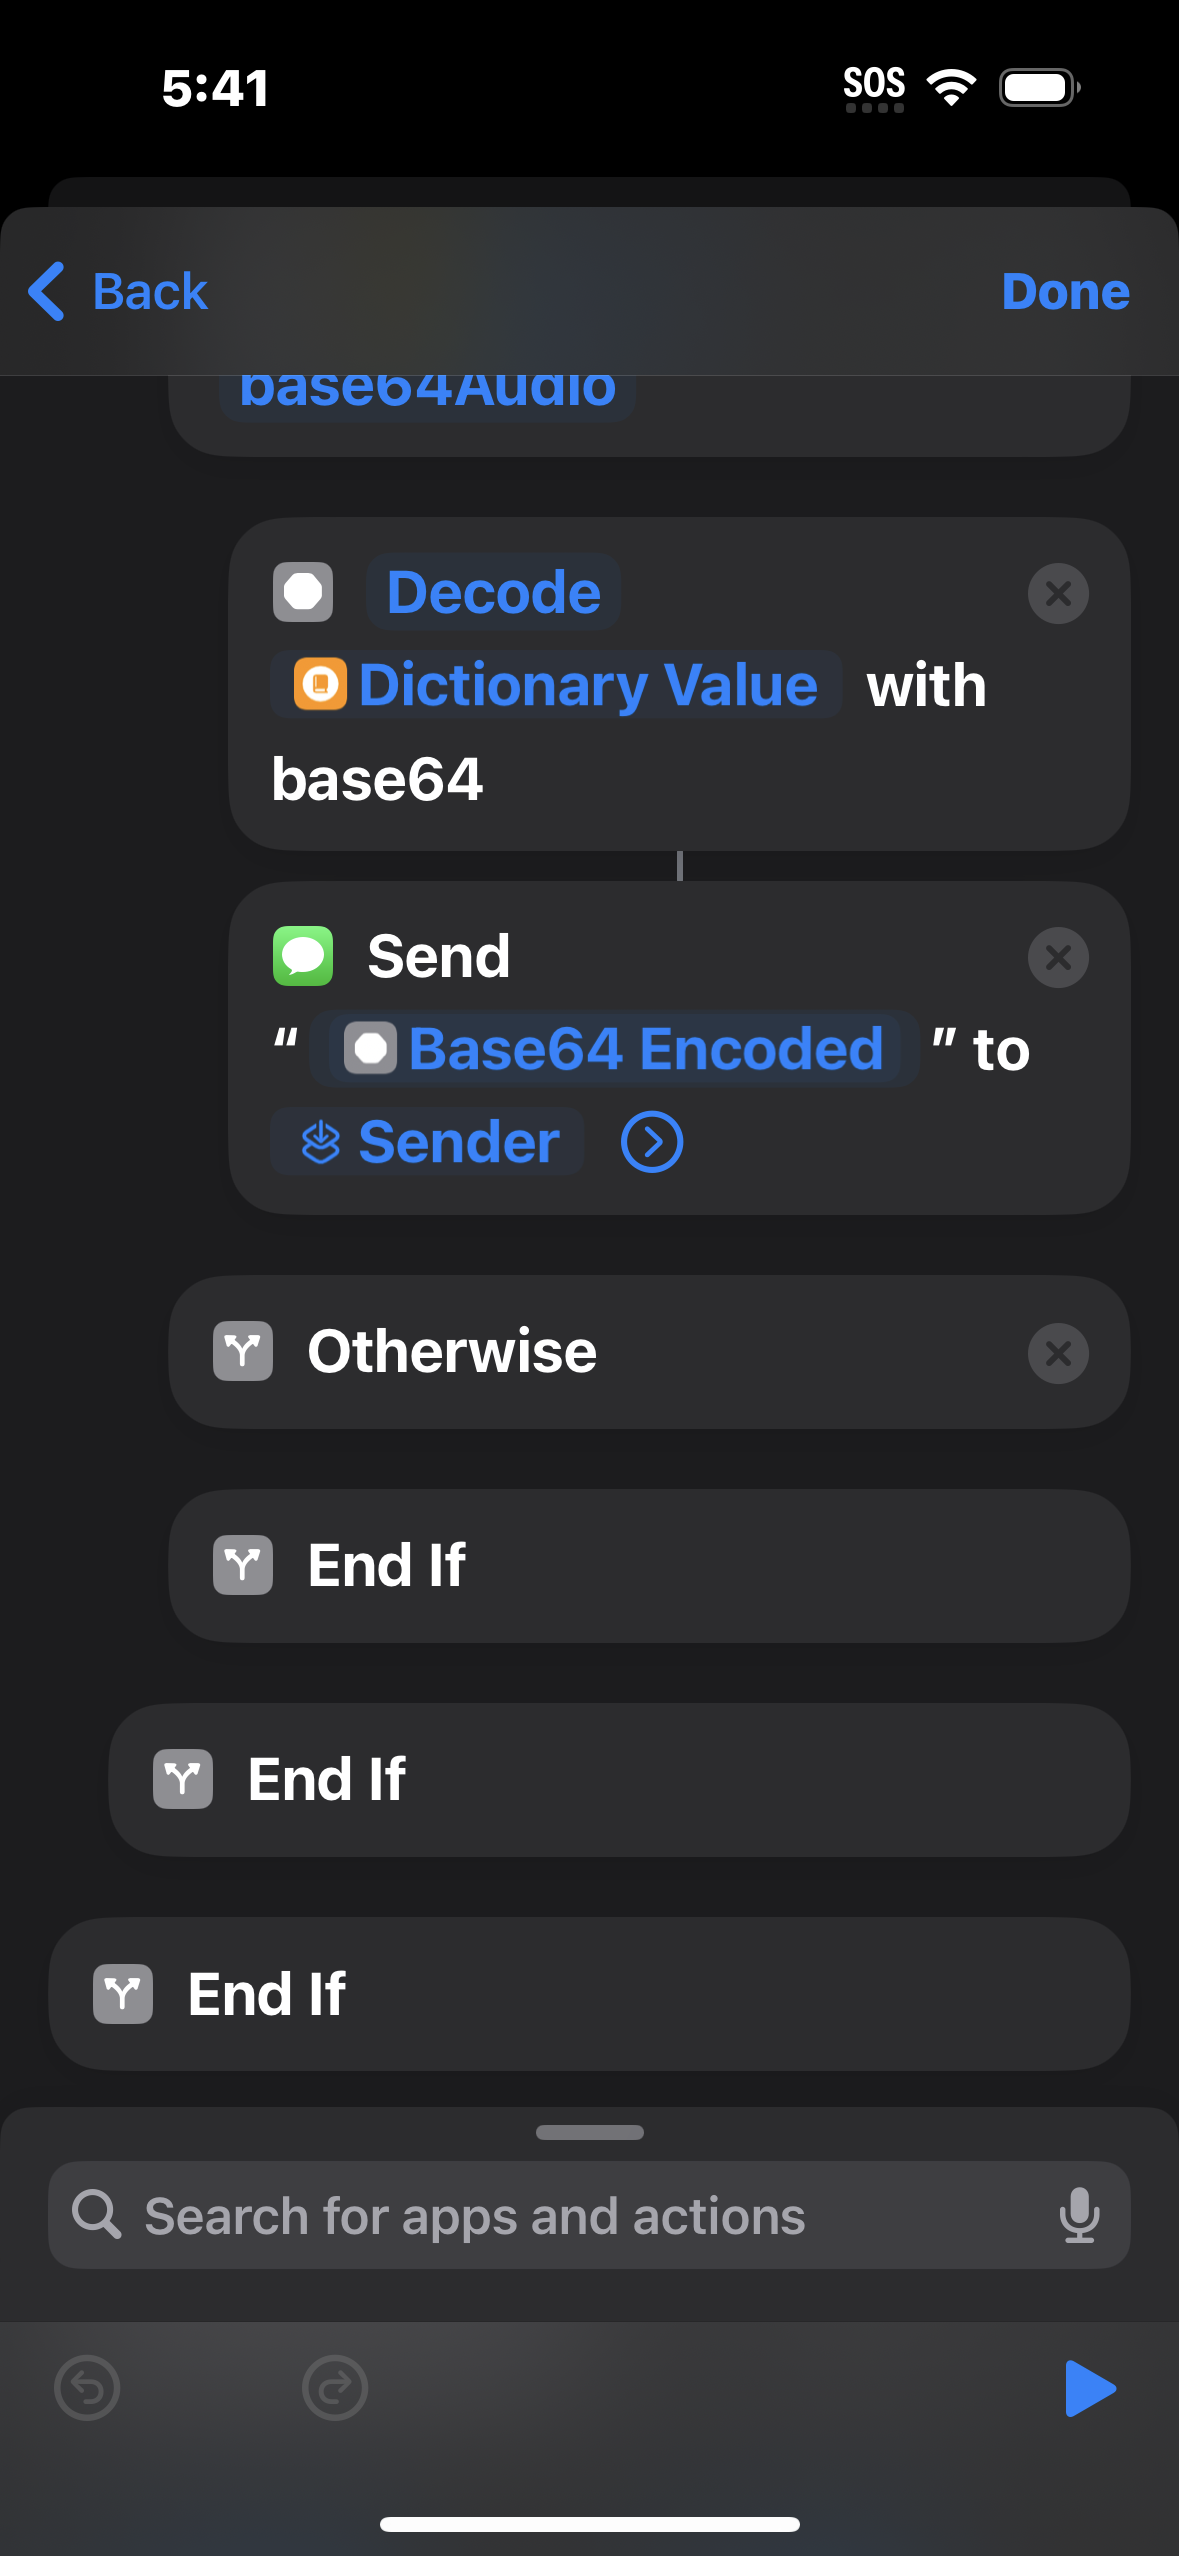 5:41 SOS
Back Done
base64Audio
Decode
Dictionary Value with
base64
Send
“ Base64 Encoded ” to
Sender
Otherwise
End If
End If
End If
Search for apps and actions